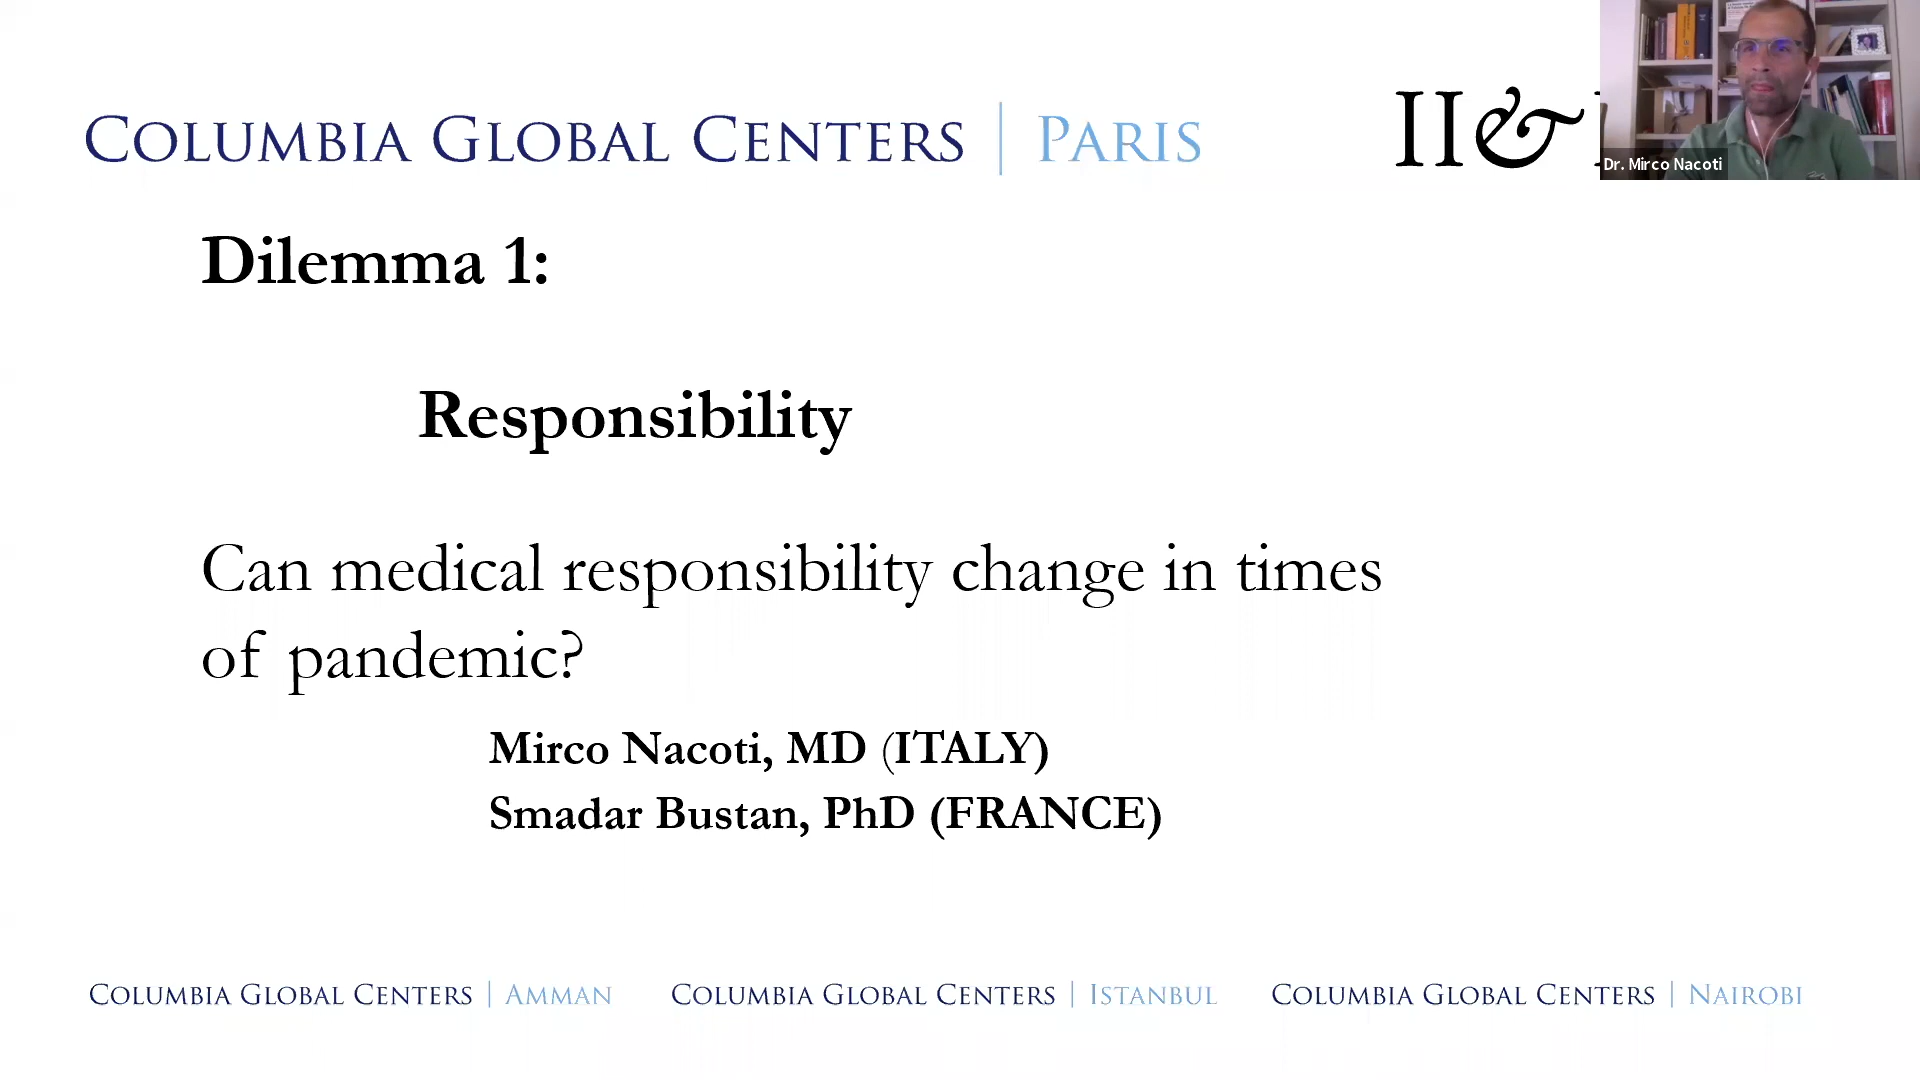 COLUMBIA GLOBAL CENTERS | PARIS
II&
Dr. Mirco Nacoti
Dilemma 1:
Responsibility
Can medical responsibility change in times
of pandemic?
Mirco Nacoti, MD (ITALY)
Smadar Bustan, PhD (FRANCE)
COLUMBIA GLOBAL CENTERS | AMMAN
COLUMBIA GLOBAL CENTERS | ISTANBUL
COLUMBIA GLOBAL CENTERS | NAIROBI